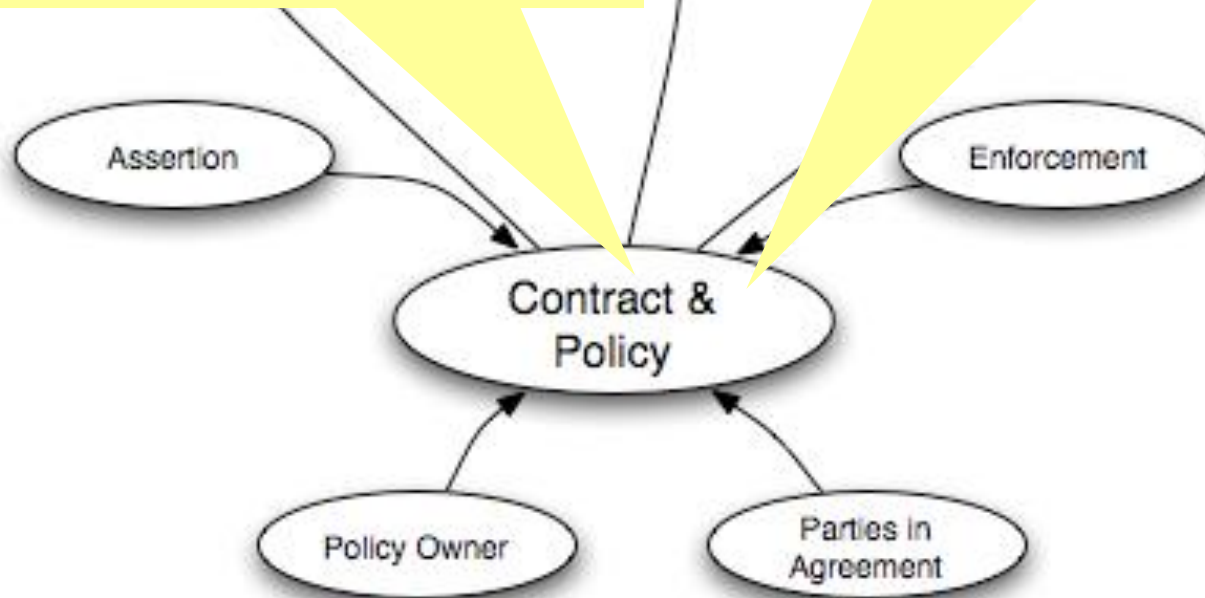 Assertion
Enforcement
Contract &
Policy
Policy Owner
Parties in
Agreement